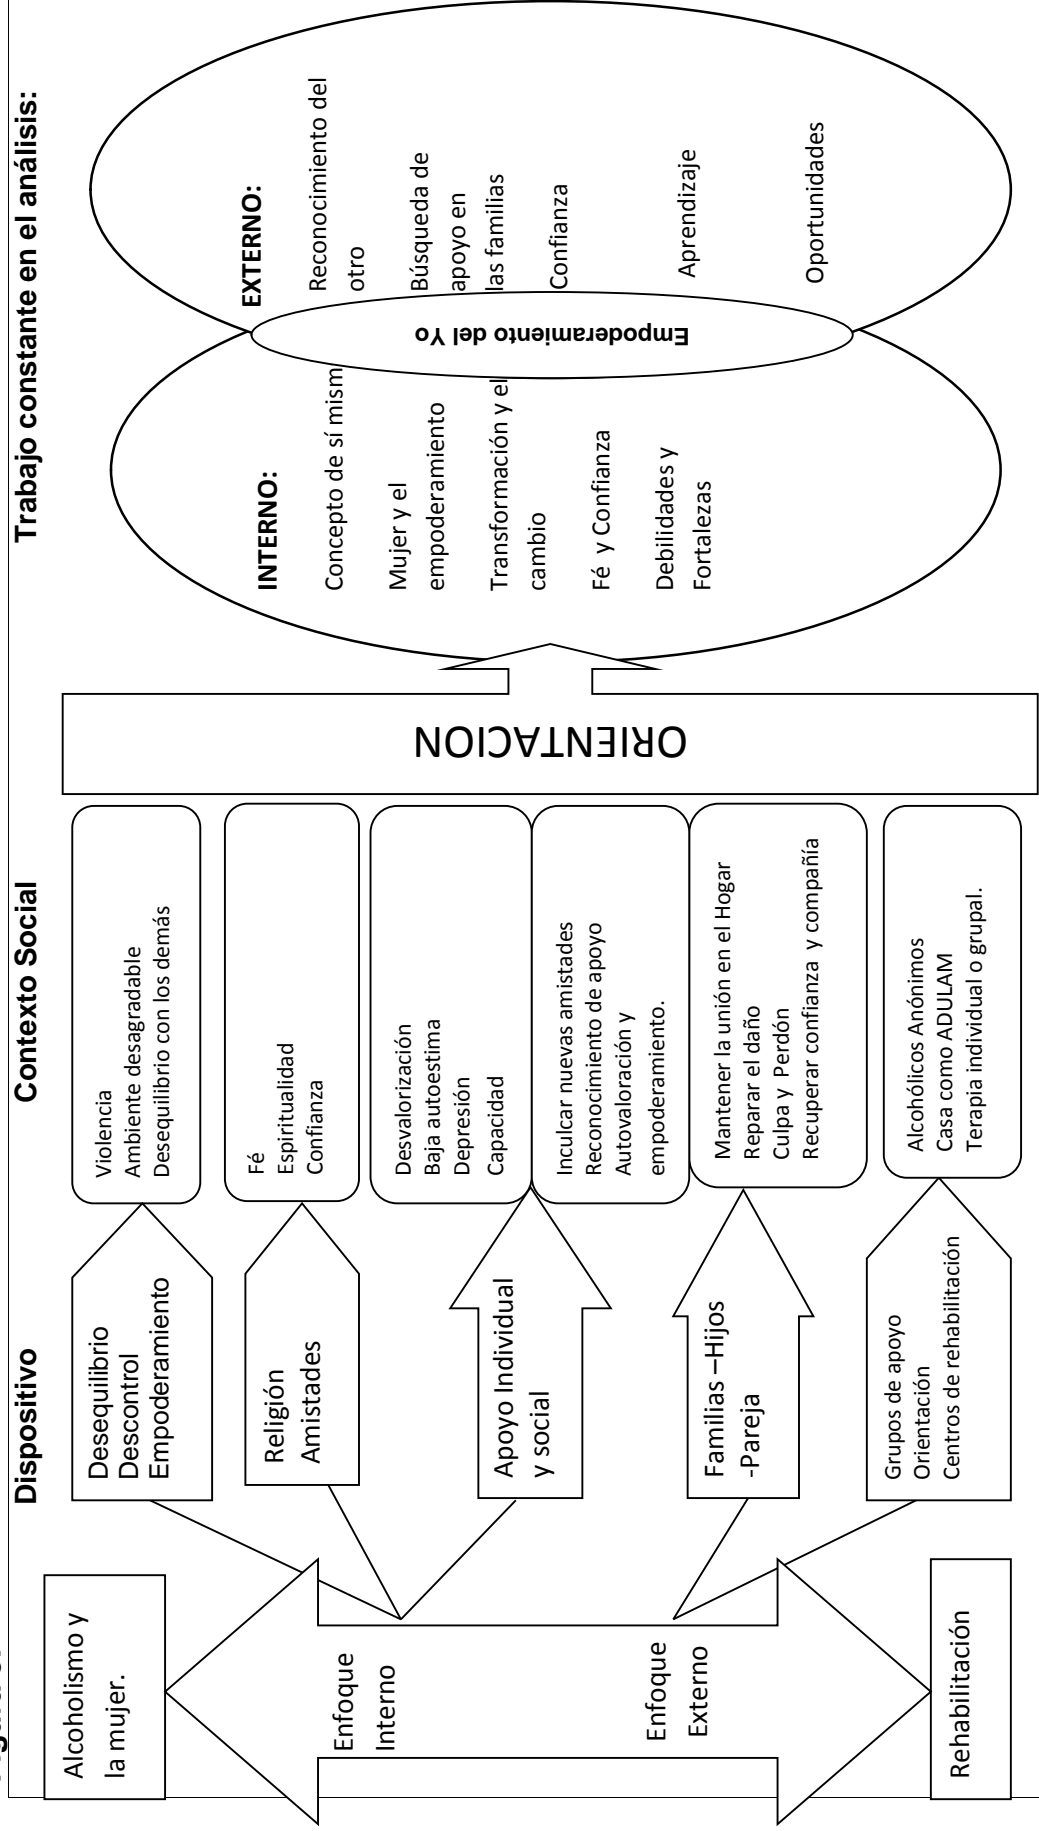 Dispositivo
Contexto Social
Trabajo constante en el análisis:
Alcoholismo y
la mujer.
Enfoque
Interno
Enfoque
Externo
Rehabilitación
Desequilibrio
Descontrol
Empoderamiento
Religión
Amistades
Apoyo Individual
y social
Familias –Hijos
-Pareja
Grupos de apoyo
Orientación
Centros de rehabilitación
Violencia
Ambiente desagradable
Desequilibrio con los demás
Fé
Espiritualidad
Confianza
Desvalorización
Baja autoestima
Depresión
Capacidad
Inculcar nuevas amistades
Reconocimiento de apoyo
Autovaloración y
empoderamiento.
Mantener la unión en el Hogar
Reparar el daño
Culpa y Perdón
Recuperar confianza y compañía
Alcohólicos Anónimos
Casa como ADULAM
Terapia individual o grupal.
ORIENTACION
INTERNO:
Concepto de sí mism
Mujer y el
empoderamiento
Transformación y el
cambio
Fé y Confianza
Debilidades y
Fortalezas
Empoderamiento del Yo
EXTERNO:
Reconocimiento del
otro
Búsqueda de
apoyo en
las familias
Confianza
Aprendizaje
Oportunidades